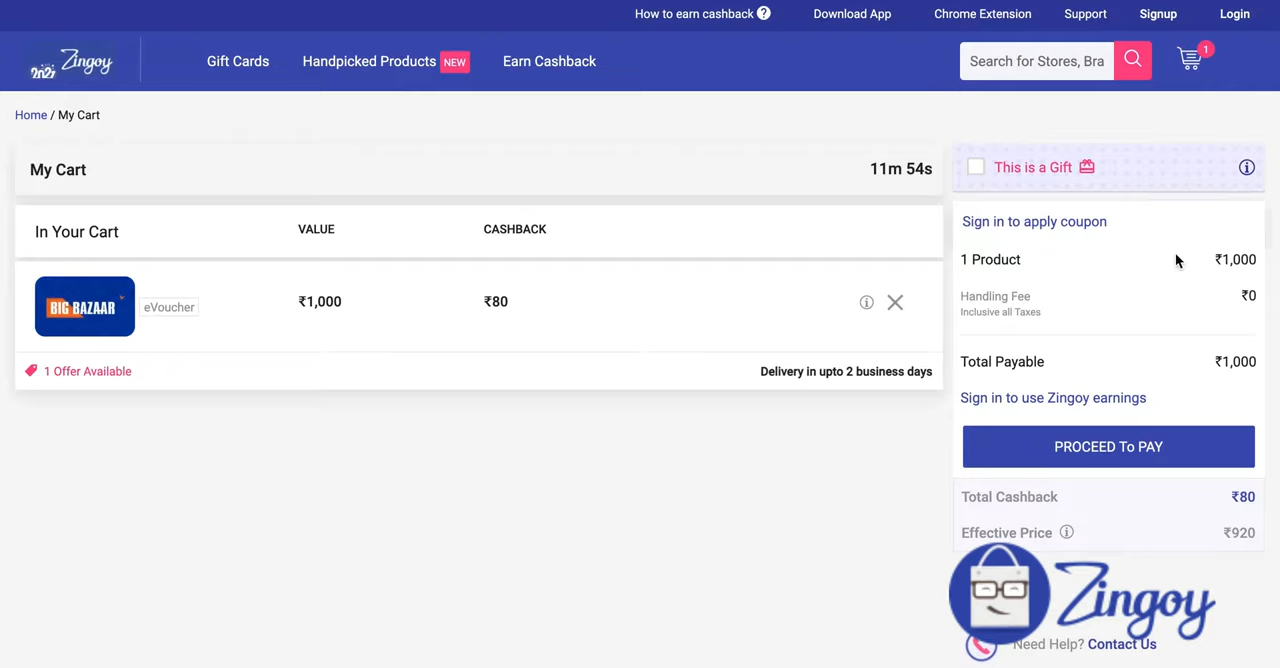 How to earn cashback ?
Download App
Chrome Extension
Support
Signup
Login
2021 Zingoy
Gift Cards
Handpicked Products NEW
Earn Cashback
Search for Stores, Bra
1
Home / My Cart
My Cart
11m 54s
This is a Gift
In Your Cart
VALUE
CASHBACK
BIG BAZAAR
eVoucher
₹1,000
₹80
1 Offer Available
Delivery in upto 2 business days
Sign in to apply coupon
1 Product
₹1,000
Handling Fee
₹0
Inclusive all Taxes
Total Payable
₹1,000
Sign in to use Zingoy earnings
PROCEED To PAY
Total Cashback
₹80
Effective Price
₹920
Zingoy
Need Help? Contact Us